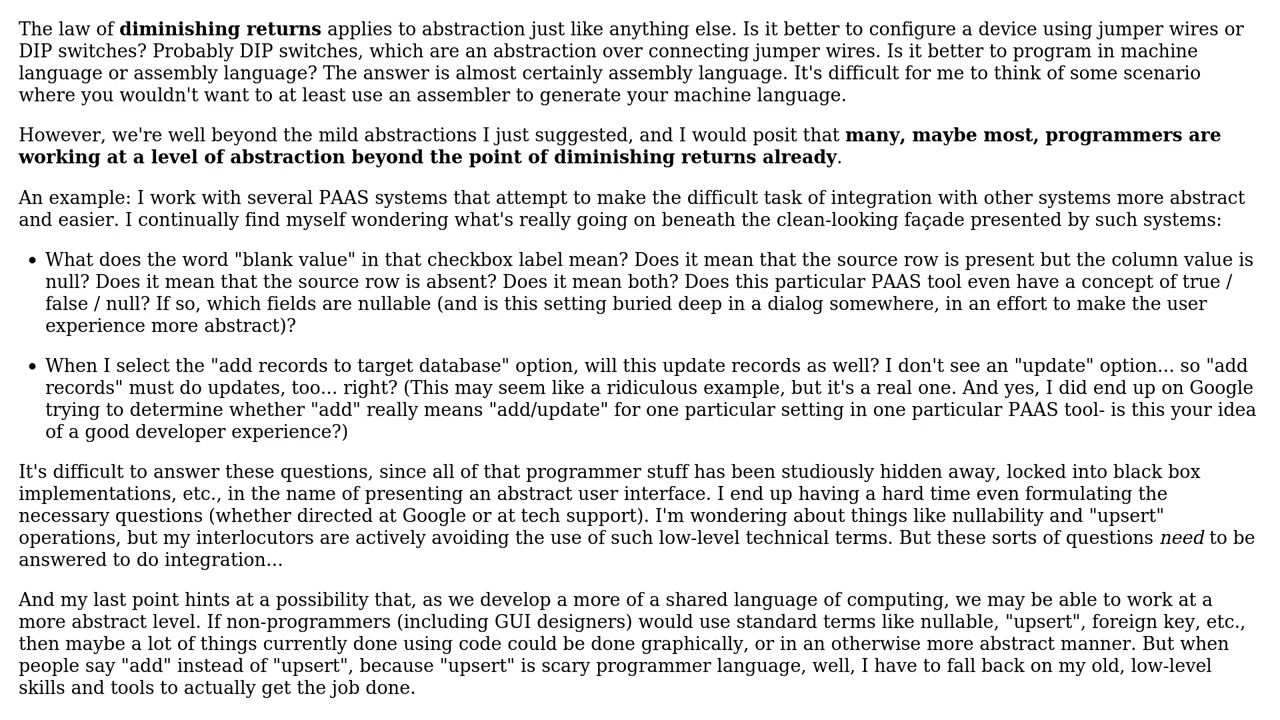 The law of diminishing returns applies to abstraction just like anything else. Is it better to configure a device using jumper wires or
DIP switches? Probably DIP switches, which are an abstraction over connecting jumper wires. Is it better to program in machine
language or assembly language? The answer is almost certainly assembly language. It's difficult for me to think of some scenario
where you wouldn't want to at least use an assembler to generate your machine language.
However, we're well beyond the mild abstractions I just suggested, and I would posit that many, maybe most, programmers are
working at a level of abstraction beyond the point of diminishing returns already.
An example: I work with several PAAS systems that attempt to make the difficult task of integration with other systems more abstract
and easier. I continually find myself wondering what's really going on beneath the clean-looking façade presented by such systems:
• What does the word "blank value" in that checkbox label mean? Does it mean that the source row is present but the column value is
null? Does it mean that the source row is absent? Does it mean both? Does this particular PAAS tool even have a concept of true /
false / null? If so, which fields are nullable (and is this setting buried deep in a dialog somewhere, in an effort to make the user
experience more abstract)?
• When I select the "add records to target database" option, will this update records as well? I don't see an "update" option... so "add
records" must do updates, too... right? (This may seem like a ridiculous example, but it's a real one. And yes, I did end up on Google
trying to determine whether "add" really means "add/update" for one particular setting in one particular PAAS tool- is this your idea
of a good developer experience?)
It's difficult to answer these questions, since all of that programmer stuff has been studiously hidden away, locked into black box
implementations, etc., in the name of presenting an abstract user interface. I end up having a hard time even formulating the
necessary questions (whether directed at Google or at tech support). I'm wondering about things like nullability and "upsert"
operations, but my interlocutors are actively avoiding the use of such low-level technical terms. But these sorts of questions need to be
answered to do integration...
And my last point hints at a possibility that, as we develop a more of a shared language of computing, we may be able to work at a
more abstract level. If non-programmers (including GUI designers) would use standard terms like nullable, "upsert", foreign key, etc.,
then maybe a lot of things currently done using code could be done graphically, or in an otherwise more abstract manner. But when
people say "add" instead of "upsert", because "upsert" is scary programmer language, well, I have to fall back on my old, low-level
skills and tools to actually get the job done.